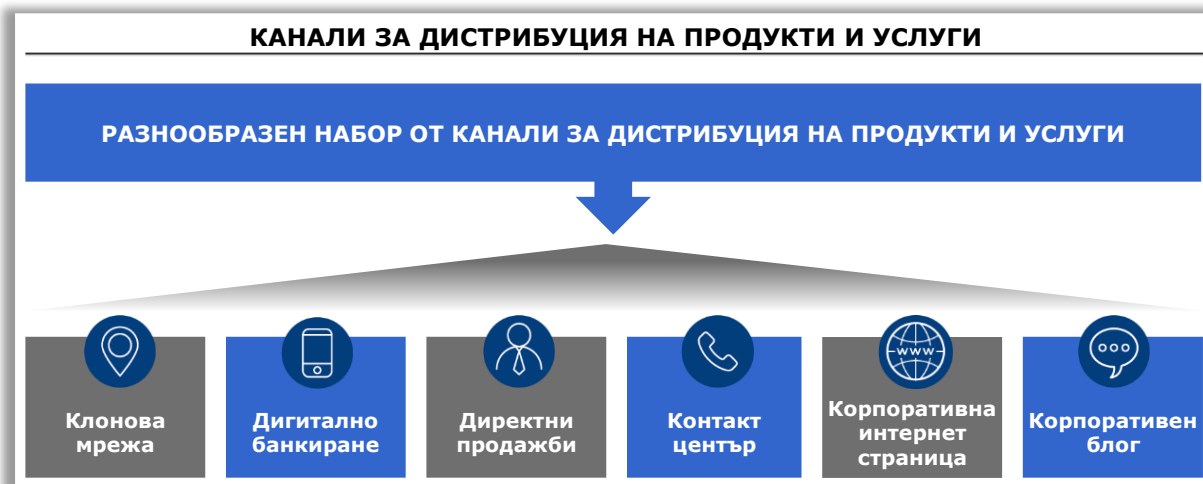 КАНАЛИ ЗА ДИСТРИБУЦИЯ НА ПРОДУКТИ И УСЛУГИ
РАЗНООБРАЗЕН НАБОР ОТ КАНАЛИ ЗА ДИСТРИБУЦИЯ НА ПРОДУКТИ И УСЛУГИ
Клонова
мрежа
Дигитално
банкиране
Директни
продажби
Контакт
център
www
Корпоративна
интернет
страница
Корпоративен
блог